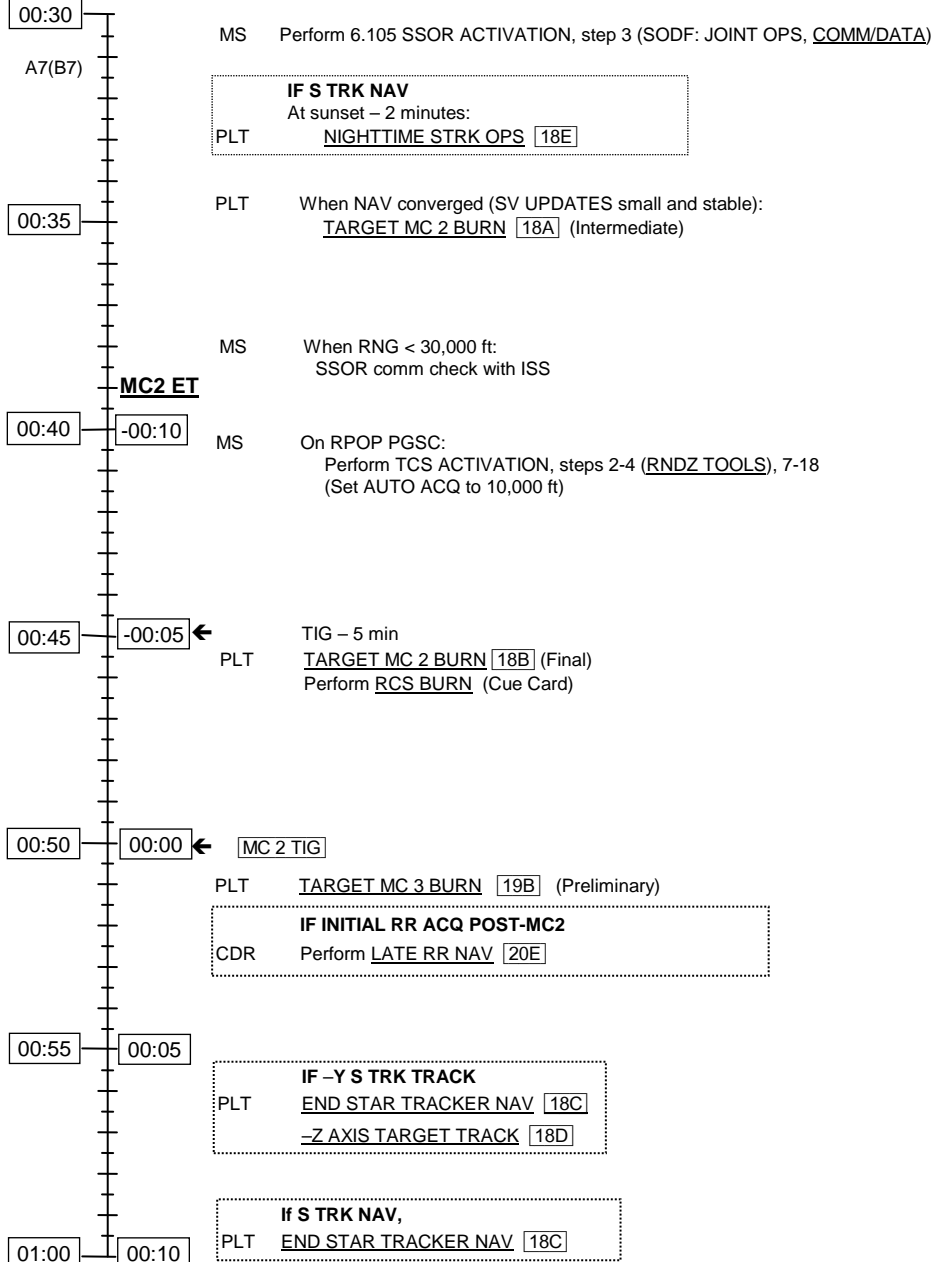 00:30
MS Perform 6.105 SSOR ACTIVATION, step 3 (SODF: JOINT OPS, COMM/DATA)
A7(B7)
IF S TRK NAV
At sunset – 2 minutes:
PLT NIGHTTIME STRK OPS 18E
PLT When NAV converged (SV UPDATES small and stable):
00:35
TARGET MC 2 BURN 18A (Intermediate)
MS When RNG < 30,000 ft:
SSOR comm check with ISS
MC2 ET
00:40 -00:10
MS On RPOP PGSC:
Perform TCS ACTIVATION, steps 2-4 (RNDZ TOOLS), 7-18
(Set AUTO ACQ to 10,000 ft)
00:45 -00:05 ← TIG – 5 min
PLT TARGET MC 2 BURN 18B (Final)
Perform RCS BURN (Cue Card)
00:50 00:00 ← MC 2 TIG
PLT TARGET MC 3 BURN 19B (Preliminary)
IF INITIAL RR ACQ POST-MC2
CDR Perform LATE RR NAV 20E
00:55 00:05
IF –Y S TRK TRACK
PLT END STAR TRACKER NAV 18C
–Z AXIS TARGET TRACK 18D
If S TRK NAV,
PLT END STAR TRACKER NAV 18C
01:00 00:10